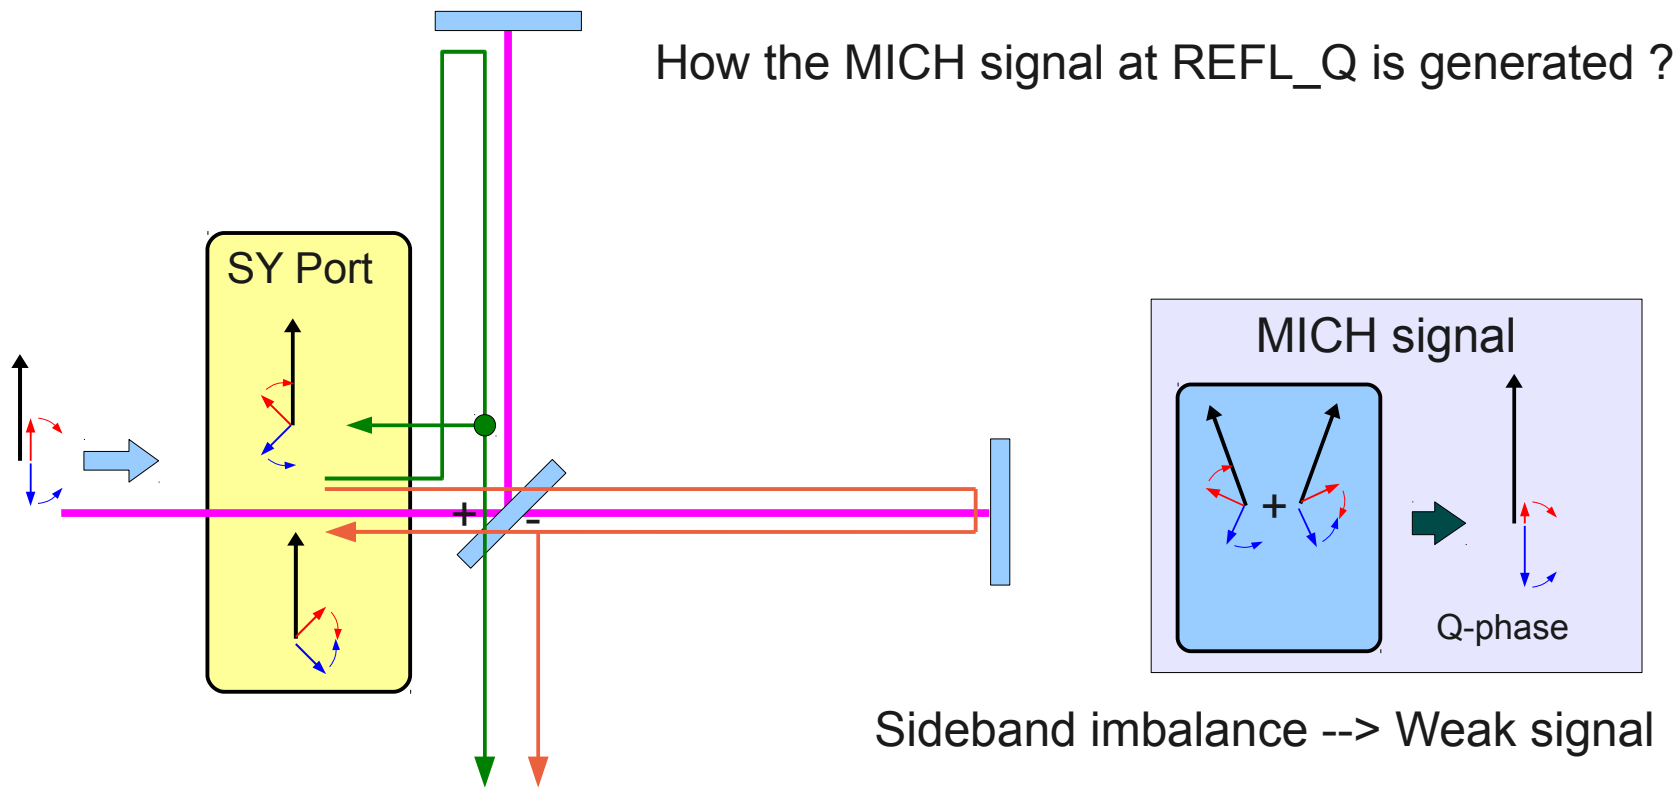 How the MICH signal at REFL_Q is generated ?
SY Port
+
-
MICH signal
+
Q-phase
Sideband imbalance --> Weak signal